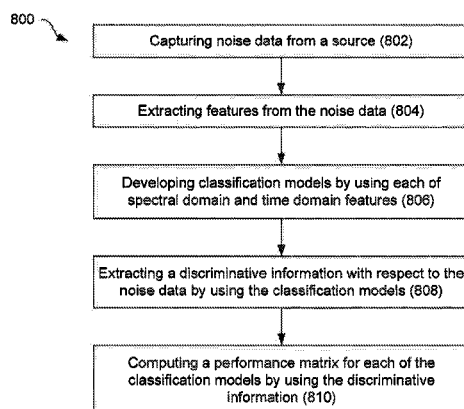 800
Capturing noise data from a source (802)
Extracting features from the noise data (804)
Developing classification models by using each of
spectral domain and time domain features (806)
Extracting a discriminative information with respect to the
noise data by using the classification models (808)
Computing a performance matrix for each of the
classification models by using the discriminative
information (810)